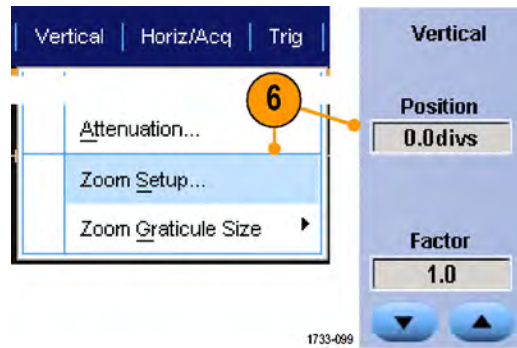 Vertical | Horiz/Acq | Trig
6
Attenuation...
Zoom Setup...
Zoom Graticule Size
Vertical
Position
0.0divs
Factor
1.0
1733-099